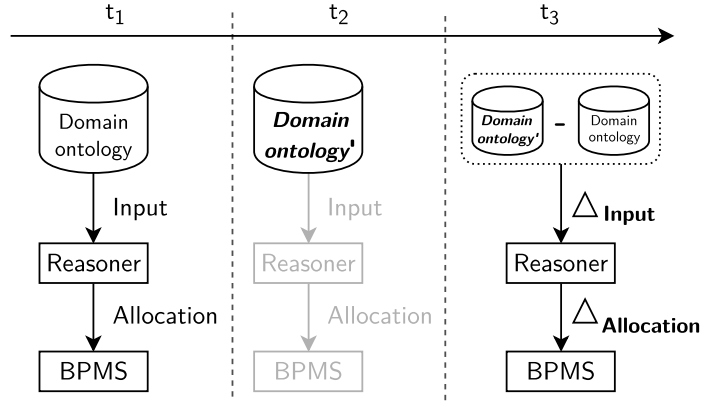 t1
t2
t3
Domain
ontology
Input
Reasoner
Allocation
BPMS
Domain
ontology'
Input
Reasoner
Allocation
BPMS
Domain
ontology'
-
Domain
ontology
△ Input
Reasoner
△ Allocation
BPMS